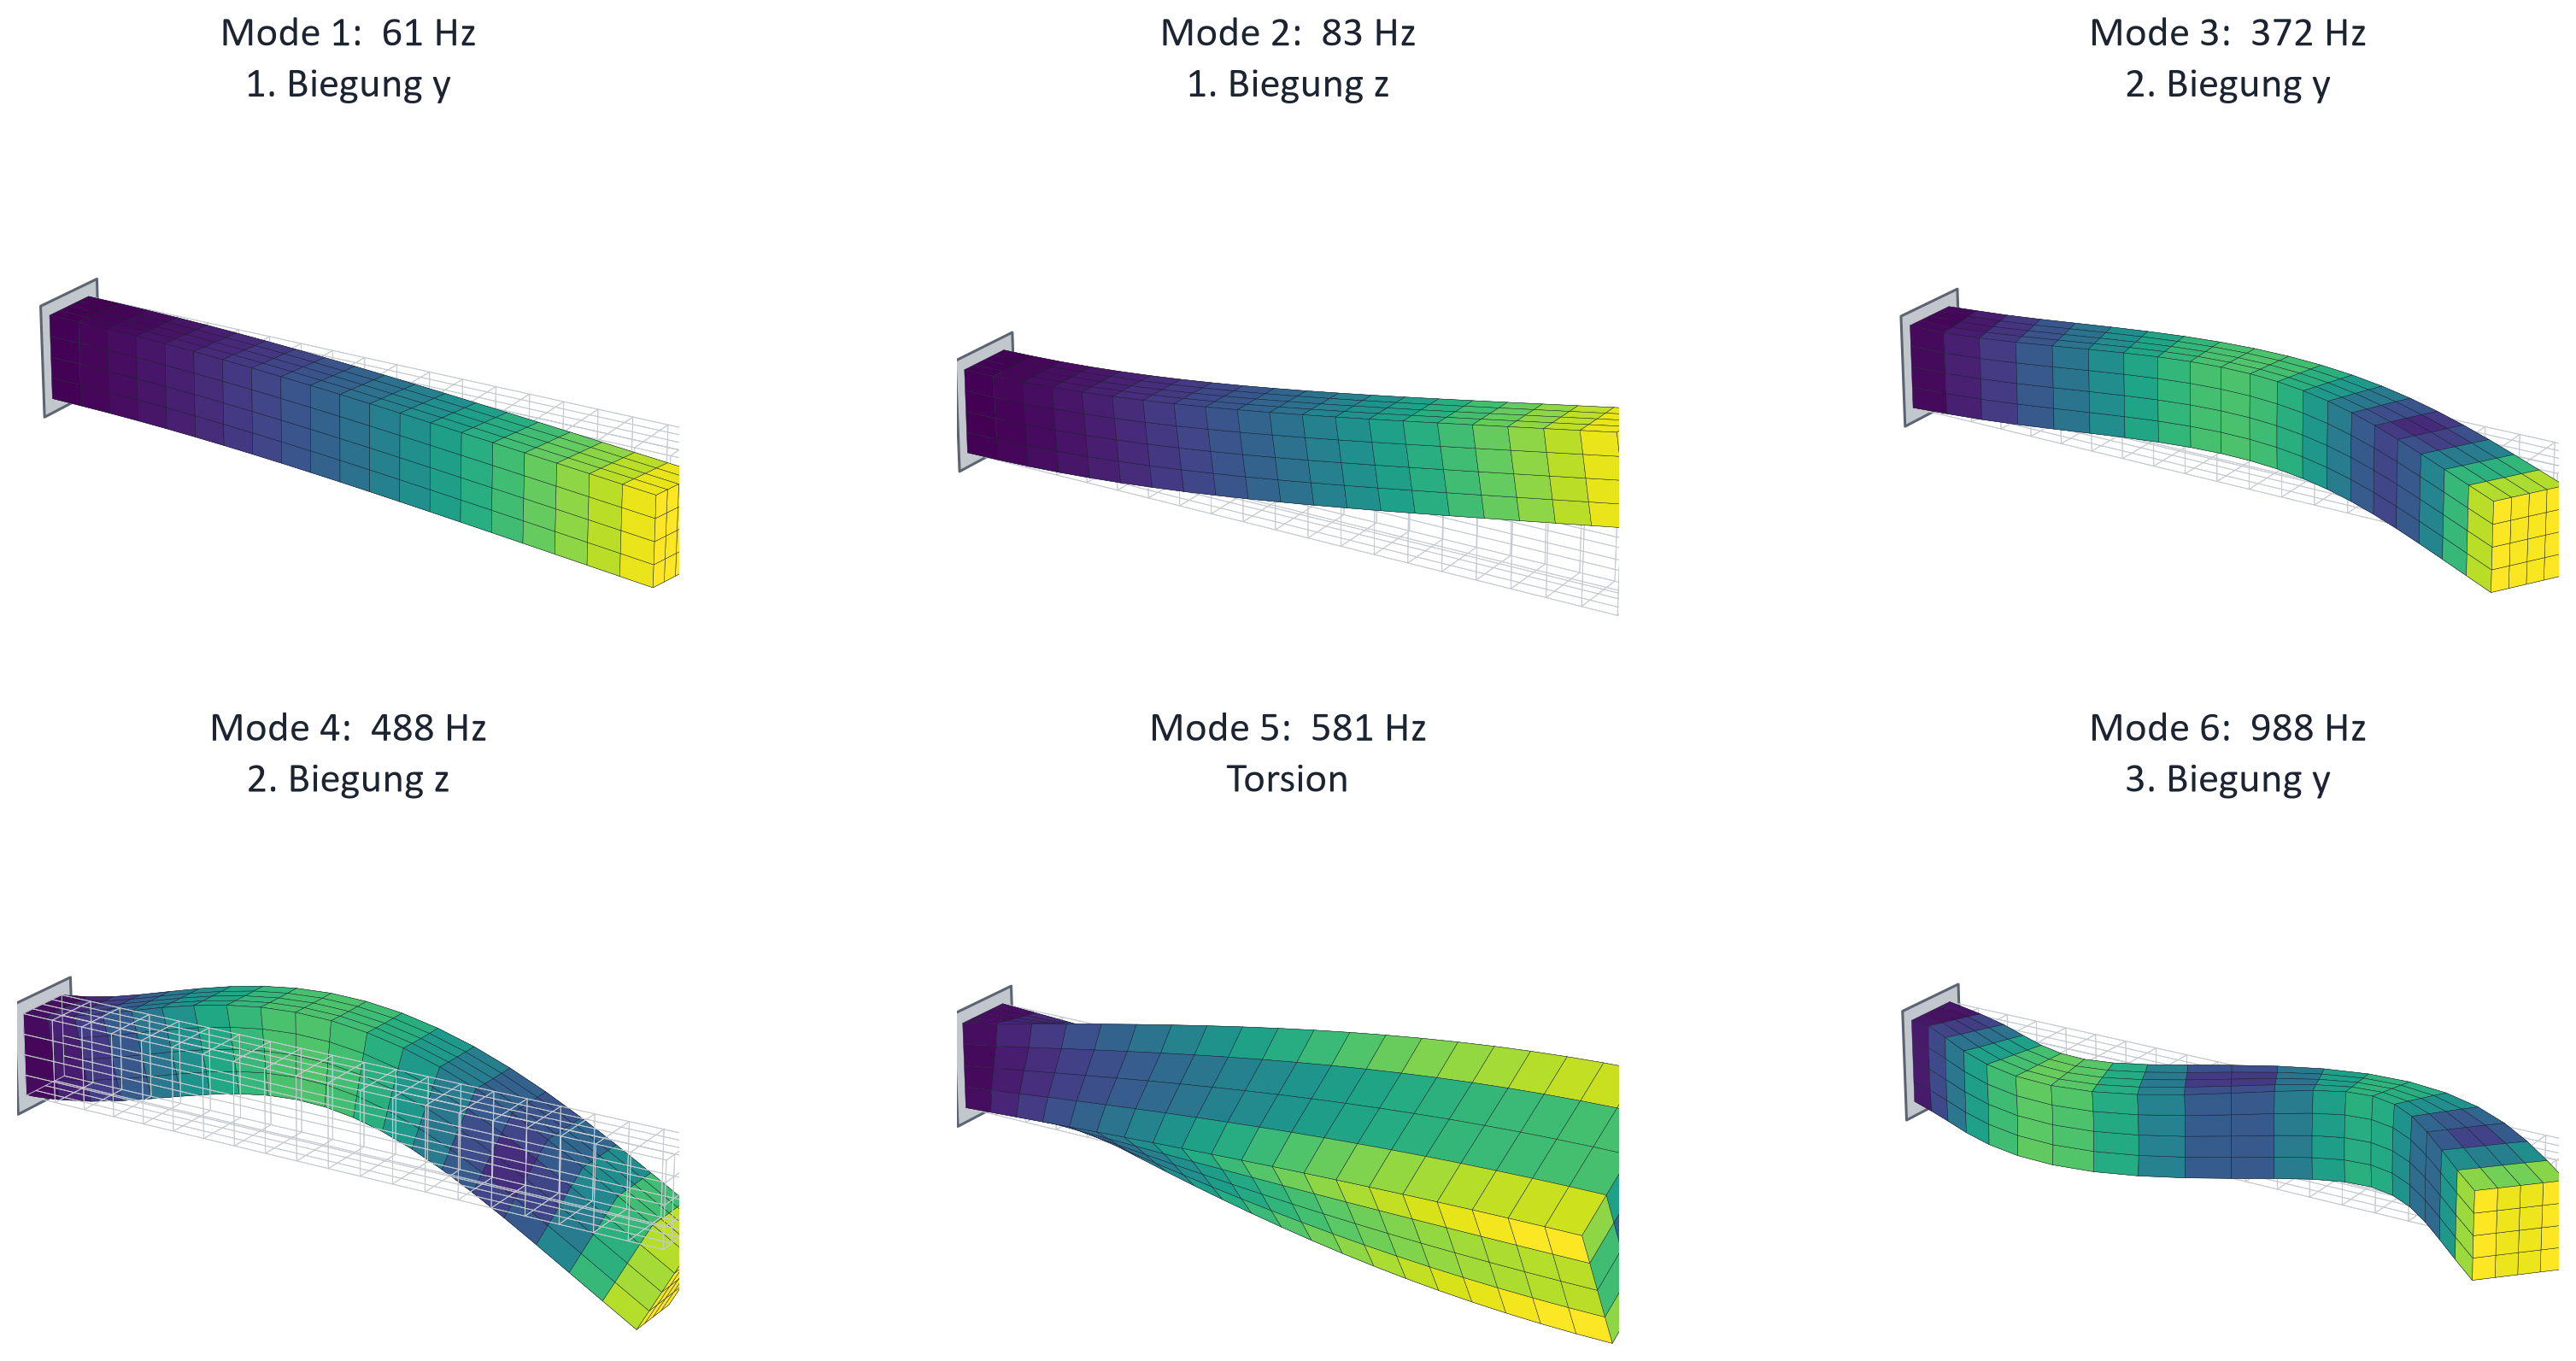 Mode 1:  61 Hz
1. Biegung y
Mode 2:  83 Hz
1. Biegung z
Mode 3:  372 Hz
2. Biegung y
Mode 4:  488 Hz
2. Biegung z
Mode 5:  581 Hz
Torsion
Mode 6:  988 Hz
3. Biegung y